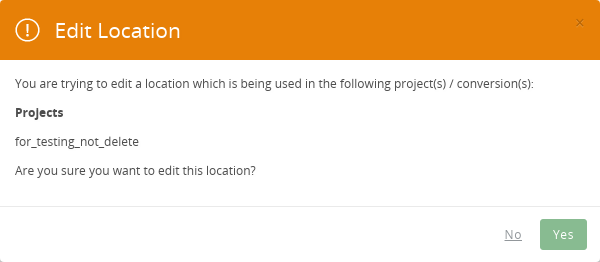 Edit Location
You are trying to edit a location which is being used in the following project(s) / conversion(s):
Projects
for_testing_not_delete
Are you sure you want to edit this location?
No
Yes